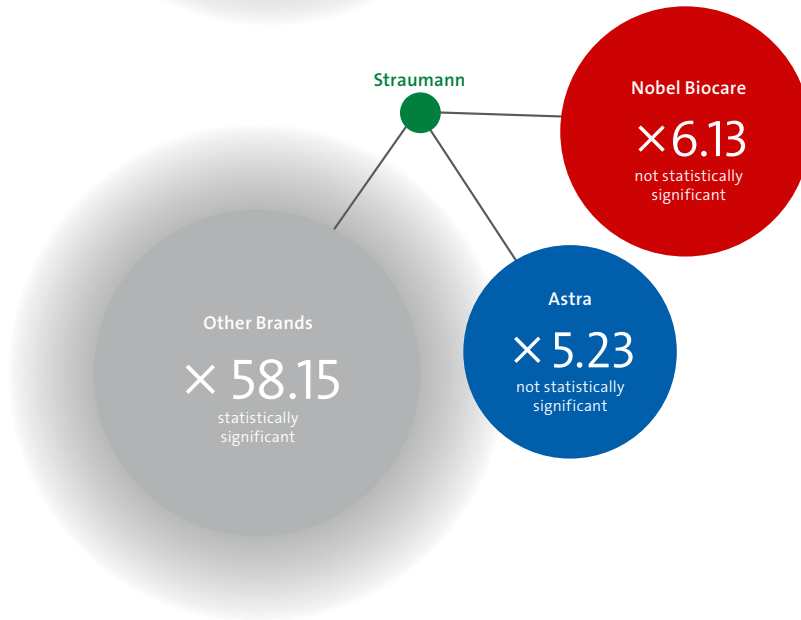 Straumann
Nobel Biocare
×6.13
not statistically
significant
Astra
× 5.23
not statistically
significant
Other Brands
× 58.15
statistically
significant